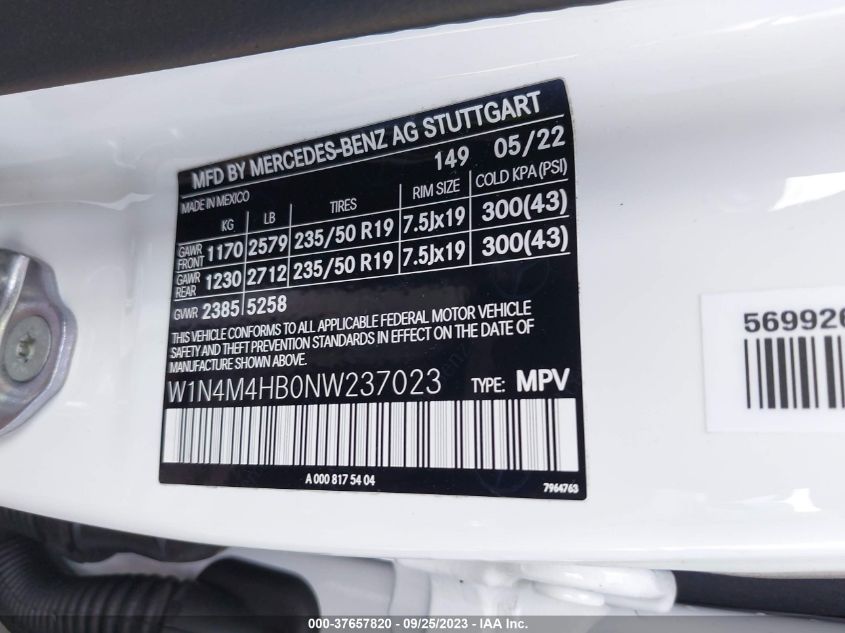 MFD BY MERCEDES-BENZ AG STUTTGART
149 05/22
MADE IN MEXICO
KG LB TIRES RIM SIZE COLD KPA (PSI)
GAWR FRONT 1170 2579 235/50 R19 7.5Jx19 300(43)
GAWR REAR 1230 2712 235/50 R19 7.5Jx19 300(43)
GVWR 2385 5258
THIS VEHICLE CONFORMS TO ALL APPLICABLE FEDERAL MOTOR VEHICLE
SAFETY AND THEFT PREVENTION STANDARDS IN EFFECT ON THE DATE OF
MANUFACTURE.
W1N4M4HB0NW237023 TYPE: MPV
A 000 817 54 04
7964763
569926
000-37657820 - 09/25/2023 - IAA Inc.